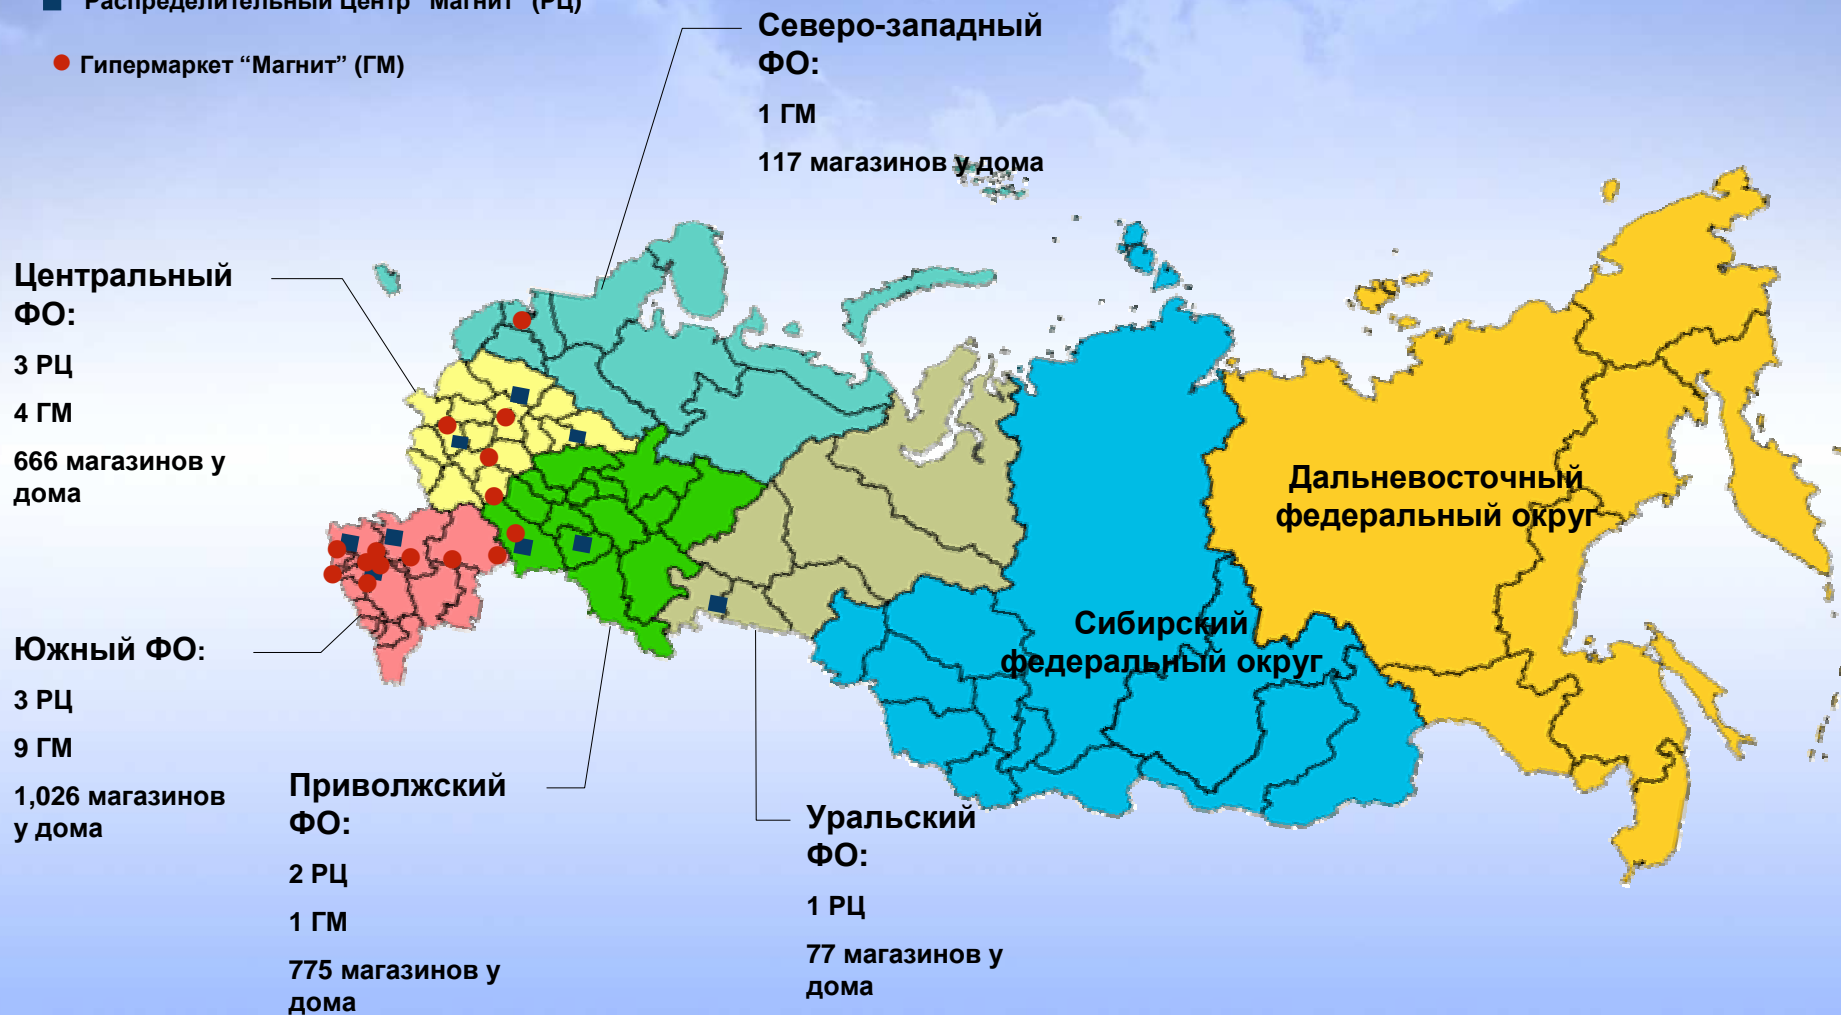 Распределительный Центр “Магнит” (РЦ)
Гипермаркет “Магнит” (ГМ)
Северо-западный
ФО:
1 ГМ
117 магазинов у дома
Центральный
ФО:
3 РЦ
4 ГМ
666 магазинов у
дома
Южный ФО:
3 РЦ
9 ГМ
1,026 магазинов
у дома
Приволжский
ФО:
2 РЦ
1 ГМ
775 магазинов у
дома
Уральский
ФО:
1 РЦ
77 магазинов у
дома
Сибирский
федеральный округ
Дальневосточный
федеральный округ